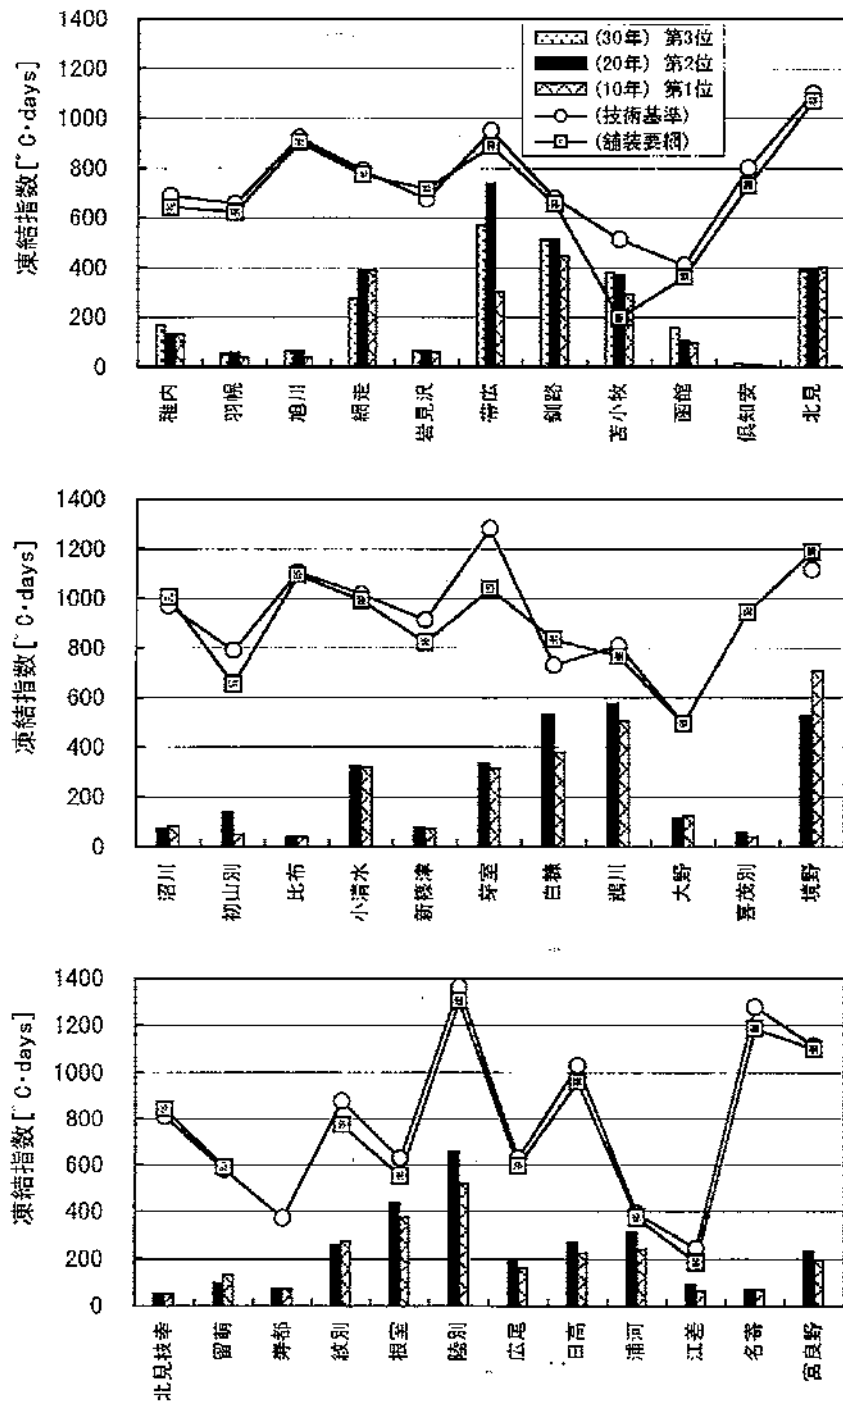 凍結指数[°C・days]
1400
1200
1000
800
600
400
200
0
(30年) 第3位
(20年) 第2位
(10年) 第1位
(技術基準)
(舗装要綱)
稚内
羽幌
旭川
網走
岩見沢
帯広
釧路
苫小牧
函館
倶知安
北見
凍結指数[°C・days]
1400
1200
1000
800
600
400
200
0
沼川
初山別
比布
小清水
新篠津
芽室
白糠
鵡川
大野
喜茂別
境野
凍結指数[°C・days]
1400
1200
1000
800
600
400
200
0
北見枝幸
留萌
寿都
紋別
根室
陸別
広尾
日高
浦河
江差
名寄
富良野